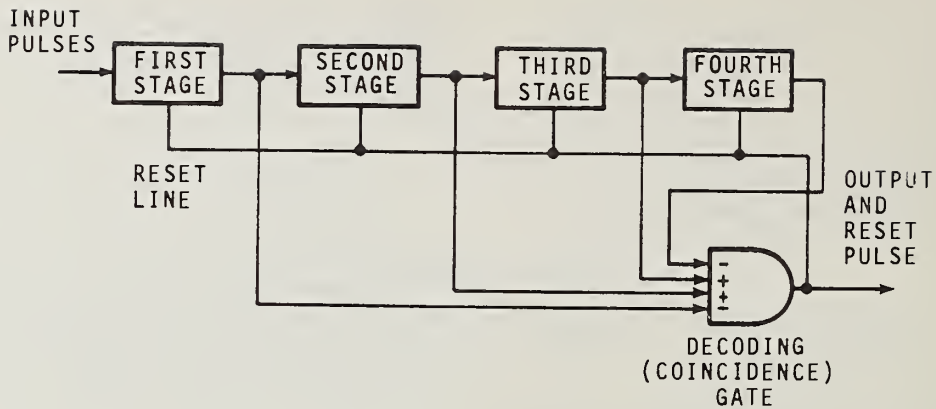 INPUT
PULSES
FIRST
STAGE
SECOND
STAGE
THIRD
STAGE
FOURTH
STAGE
RESET
LINE
OUTPUT
AND
RESET
PULSE
-
+
+
-
DECODING
(COINCIDENCE)
GATE